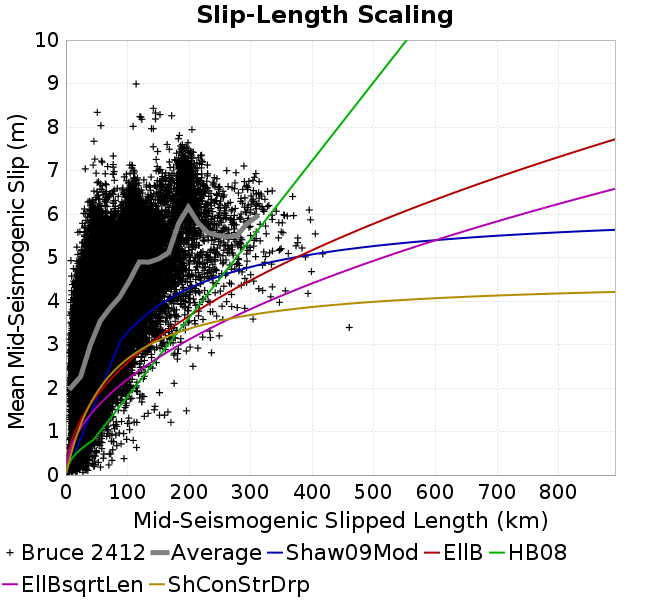 Slip-Length Scaling
Mean Mid-Seismogenic Slip (m)
10
9
8
7
6
5
4
3
2
1
0
0 100 200 300 400 500 600 700 800
Mid-Seismogenic Slipped Length (km)
Bruce 2412 Average Shaw09Mod EllB HB08
EllBsqrtLen ShConStrDrp